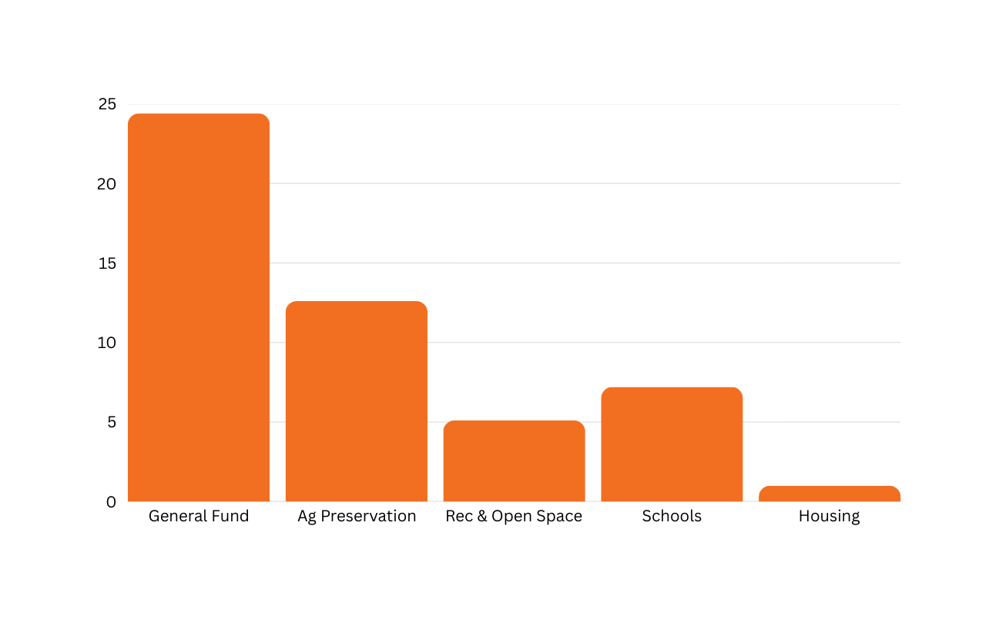 25
20
15
10
5
0
General Fund
Ag Preservation
Rec & Open Space
Schools
Housing